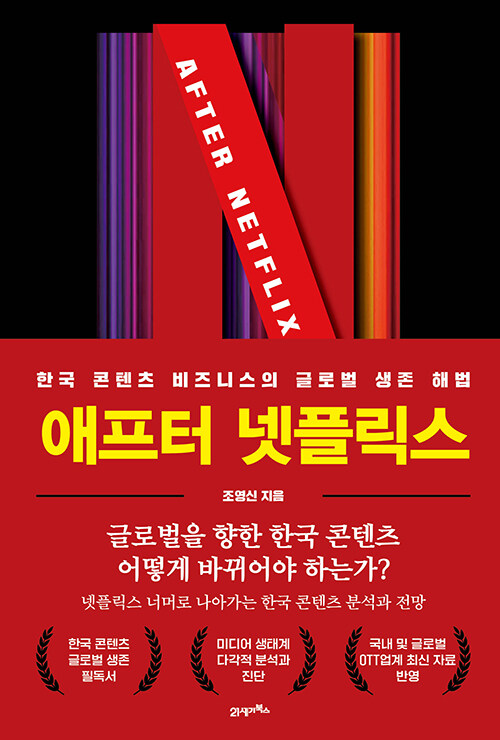 AFTER NETFLIX
한국 콘텐츠 비즈니스의 글로벌 생존 해법
애프터 넷플릭스
조영신 지음
글로벌을 향한 한국 콘텐츠
어떻게 바뀌어야 하는가?
넷플릭스 너머로 나아가는 한국 콘텐츠 분석과 전망
한국 콘텐츠
글로벌 생존
필독서
미디어 생태계
다각적 분석과
진단
국내 및 글로벌
OTT업계 최신 자료
반영
21세기북스